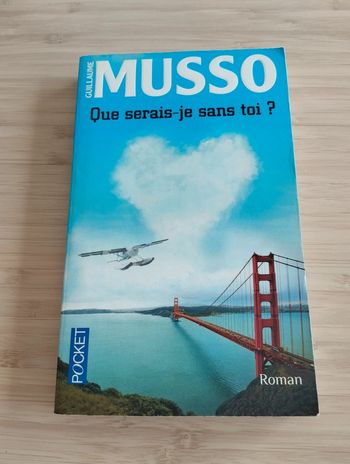 GUILLAUME
MUSSO
Que serais-je sans toi ?
POCKET
Roman